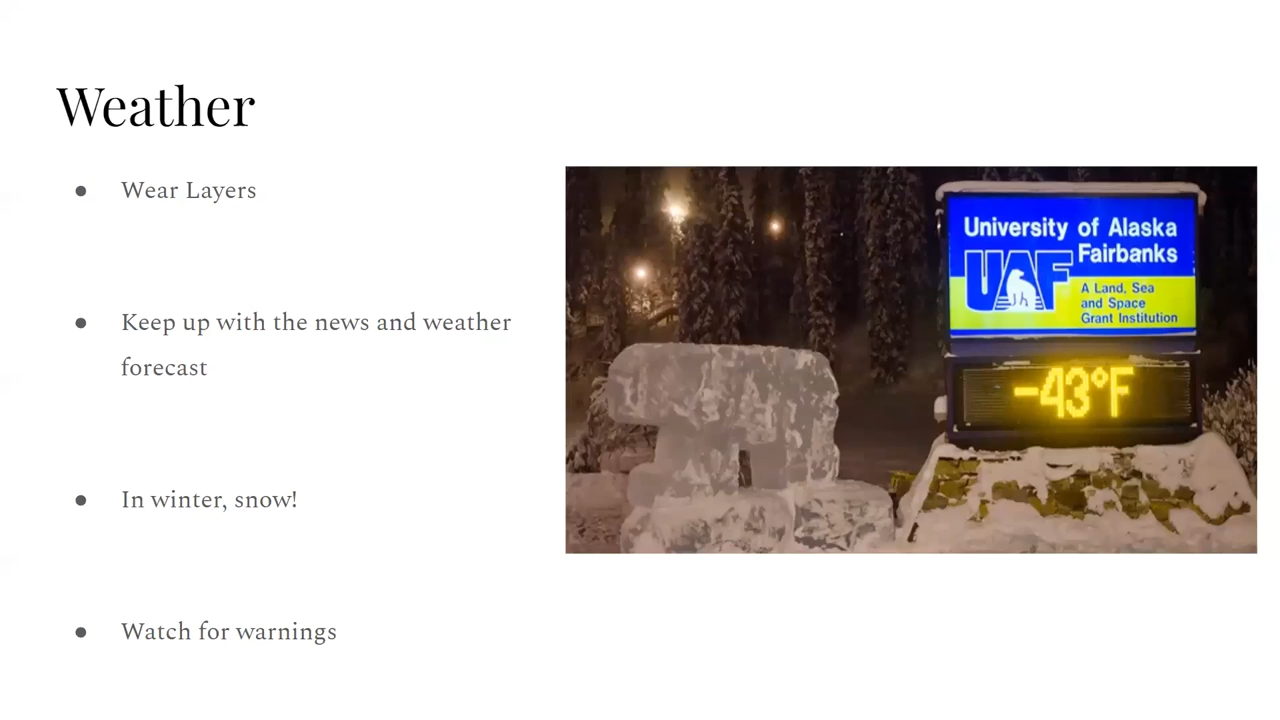 Weather
● Wear Layers
● Keep up with the news and weather
forecast
● In winter, snow!
● Watch for warnings
University of Alaska
Fairbanks
UAF
A Land, Sea
and Space
Grant Institution
-43°F